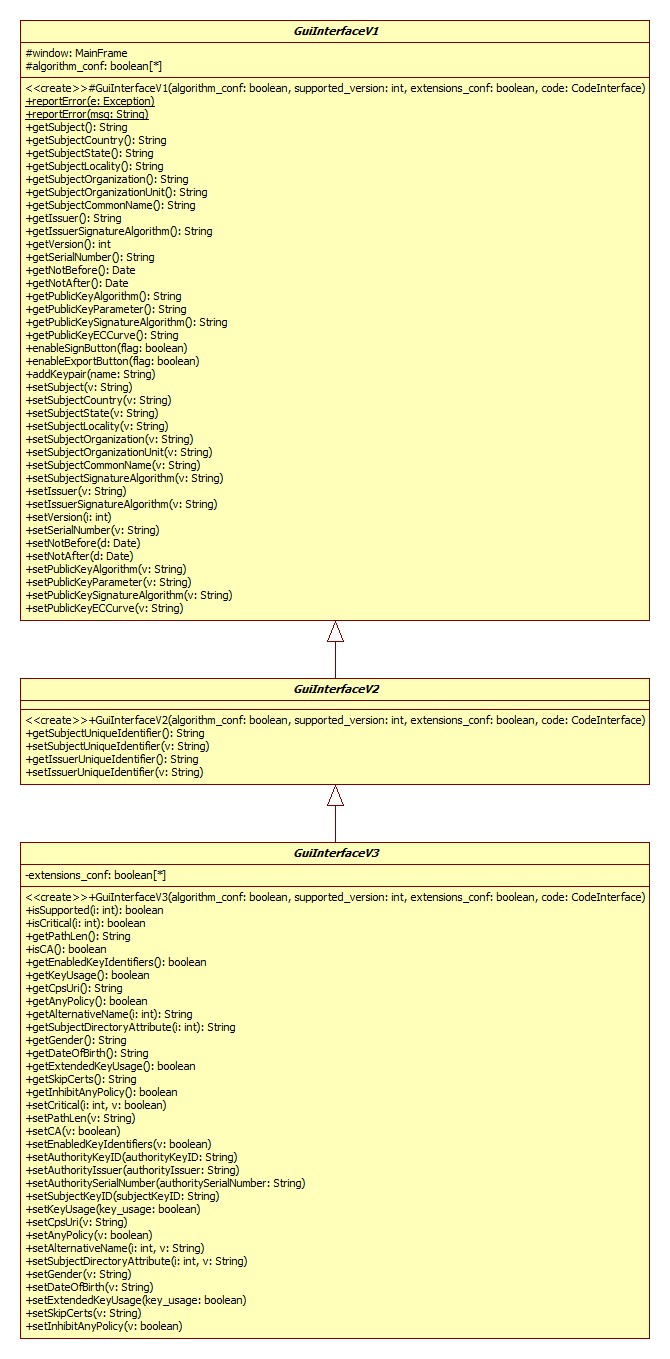 GuiInterfaceV1
#window: MainFrame
#algorithm_conf: boolean[*]
<<create>>#GuiInterfaceV1(algorithm_conf: boolean, supported_version: int, extensions_conf: boolean, code: CodeInterface)
+reportError(e: Exception)
+reportError(msg: String)
+getSubject(): String
+getSubjectCountry(): String
+getSubjectState(): String
+getSubjectLocality(): String
+getSubjectOrganization(): String
+getSubjectOrganizationUnit(): String
+getSubjectCommonName(): String
+getIssuer(): String
+getIssuerSignatureAlgorithm(): String
+getVersion(): int
+getSerialNumber(): String
+getNotBefore(): Date
+getNotAfter(): Date
+getPublicKeyAlgorithm(): String
+getPublicKeyParameter(): String
+getPublicKeySignatureAlgorithm(): String
+getPublicKeyECCurve(): String
+enableSignButton(flag: boolean)
+enableExportButton(flag: boolean)
+addKeypair(name: String)
+setSubject(v: String)
+setSubjectCountry(v: String)
+setSubjectState(v: String)
+setSubjectLocality(v: String)
+setSubjectOrganization(v: String)
+setSubjectOrganizationUnit(v: String)
+setSubjectCommonName(v: String)
+setSubjectSignatureAlgorithm(v: String)
+setIssuer(v: String)
+setIssuerSignatureAlgorithm(v: String)
+setVersion(i: int)
+setSerialNumber(v: String)
+setNotBefore(d: Date)
+setNotAfter(d: Date)
+setPublicKeyAlgorithm(v: String)
+setPublicKeyParameter(v: String)
+setPublicKeySignatureAlgorithm(v: String)
+setPublicKeyECCurve(v: String)
GuiInterfaceV2
<<create>>+GuiInterfaceV2(algorithm_conf: boolean, supported_version: int, extensions_conf: boolean, code: CodeInterface)
+getSubjectUniqueIdentifier(): String
+setSubjectUniqueIdentifier(v: String)
+getIssuerUniqueIdentifier(): String
+setIssuerUniqueIdentifier(v: String)
GuiInterfaceV3
-extensions_conf: boolean[*]
<<create>>+GuiInterfaceV3(algorithm_conf: boolean, supported_version: int, extensions_conf: boolean, code: CodeInterface)
+isSupported(i: int): boolean
+isCritical(i: int): boolean
+getPathLen(): String
+isCA(): boolean
+getEnabledKeyIdentifiers(): boolean
+getKeyUsage(): boolean
+getCpsUri(): String
+getAnyPolicy(): boolean
+getAlternativeName(i: int): String
+getSubjectDirectoryAttribute(i: int): String
+getGender(): String
+getDateOfBirth(): String
+getExtendedKeyUsage(): boolean
+getSkipCerts(): String
+getInhibitAnyPolicy(): boolean
+setCritical(i: int, v: boolean)
+setPathLen(v: String)
+setCA(v: boolean)
+setEnabledKeyIdentifiers(v: boolean)
+setAuthorityKeyID(authorityKeyID: String)
+setAuthorityIssuer(authorityIssuer: String)
+setAuthoritySerialNumber(authoritySerialNumber: String)
+setSubjectKeyID(subjectKeyID: String)
+setKeyUsage(key_usage: boolean)
+setCpsUri(v: String)
+setAnyPolicy(v: boolean)
+setAlternativeName(i: int, v: String)
+setSubjectDirectoryAttribute(i: int, v: String)
+setGender(v: String)
+setDateOfBirth(v: String)
+setExtendedKeyUsage(key_usage: boolean)
+setSkipCerts(v: String)
+setInhibitAnyPolicy(v: boolean)